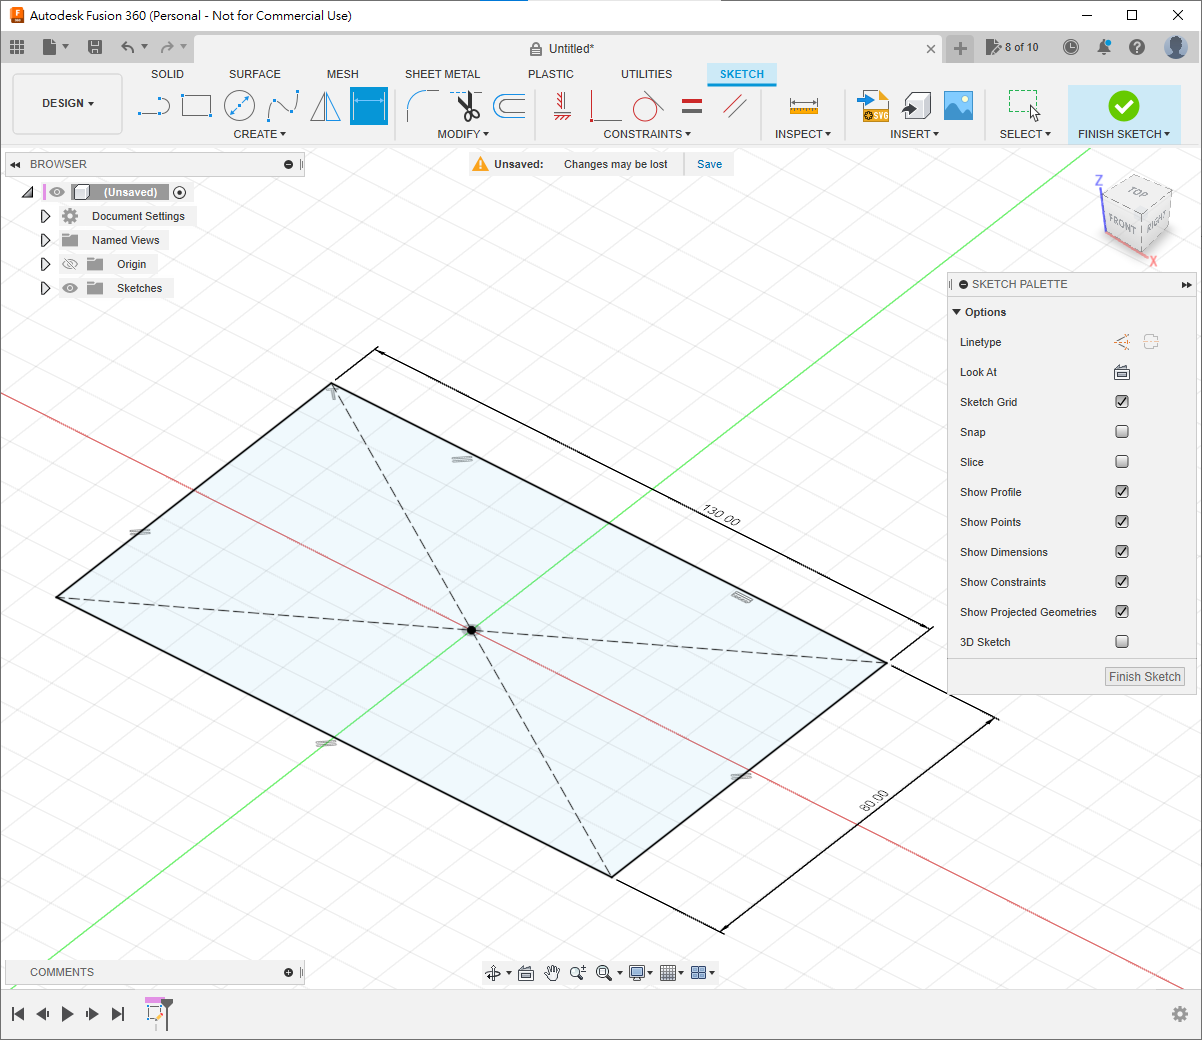 Autodesk Fusion 360 (Personal - Not for Commercial Use)
Untitled*
8 of 10
SOLID SURFACE MESH SHEET METAL PLASTIC UTILITIES SKETCH
DESIGN
SVG
CREATE MODIFY CONSTRAINTS INSPECT INSERT SELECT FINISH SKETCH
BROWSER
Unsaved: Changes may be lost Save
(Unsaved)
Document Settings
Named Views
Origin
Sketches
Z
TOP
FRONT
RIGHT
X
SKETCH PALETTE
Options
Linetype
Look At
Sketch Grid
Snap
Slice
Show Profile
Show Points
Show Dimensions
Show Constraints
Show Projected Geometries
3D Sketch
Finish Sketch
130.00
80.00
COMMENTS